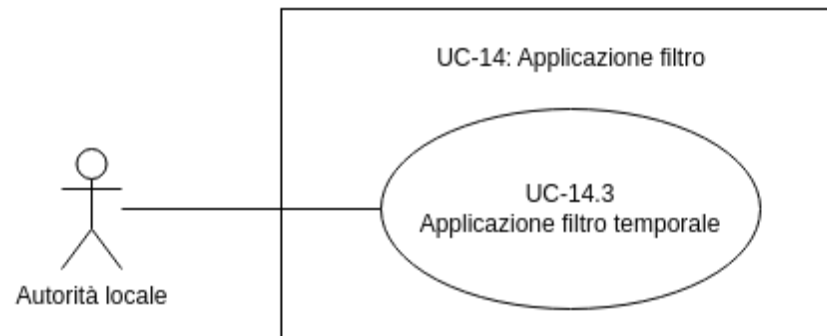 UC-14: Applicazione filtro
UC-14.3
Applicazione filtro temporale
Autorità locale